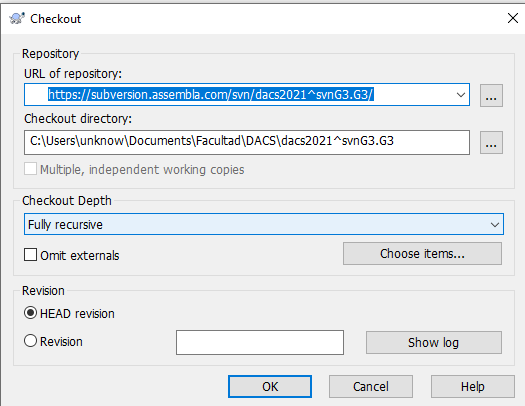 Checkout
Repository
URL of repository:
https://subversion.assembla.com/svn/dacs2021^svnG3.G3/
...
Checkout directory:
C:\Users\unknow\Documents\Facultad\DACS\dacs2021^svnG3.G3
...
Multiple, independent working copies
Checkout Depth
Fully recursive
Omit externals
Choose items...
Revision
HEAD revision
Revision
Show log
OK
Cancel
Help